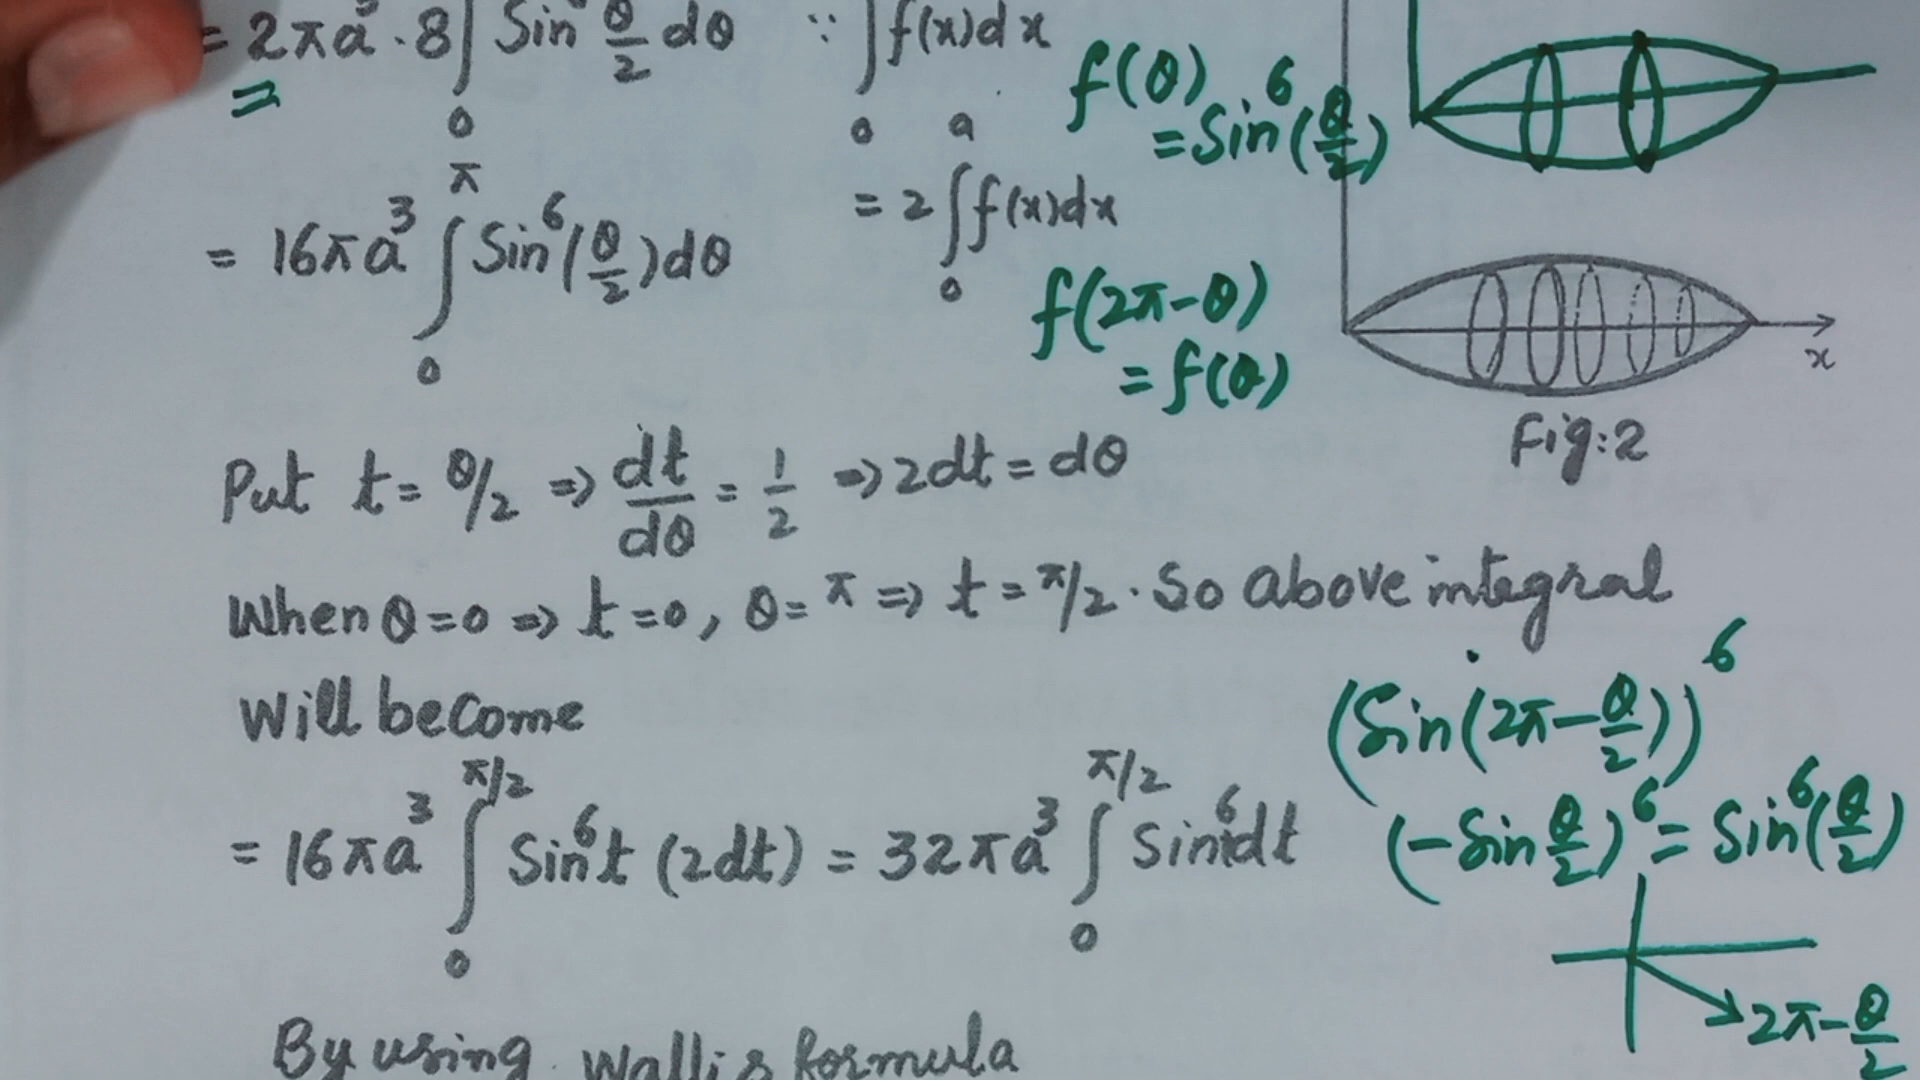 = 2πa³ · 8∫ Sin⁶ θ/2 dθ ∵ ∫f(x)dx
0 0
= 16πa³ ∫₀^π Sin⁶(θ/2)dθ = 2∫₀^a f(x)dx
f(θ)
= Sin⁶(θ/2)
f(2π-θ)
= f(θ)
x
Fig:2
Put t = θ/2 => dt/dθ = 1/2 => 2dt = dθ
When θ=0 => t=0, θ=π => t=π/2. So above integral
will become
= 16πa³ ∫₀^π/2 Sin⁶t (2dt) = 32πa³ ∫₀^π/2 Sin⁶t dt
(Sin(2π-θ/2))⁶
(-Sin θ/2)⁶ = Sin⁶(θ/2)
2π-θ/2
By using Wallis formula